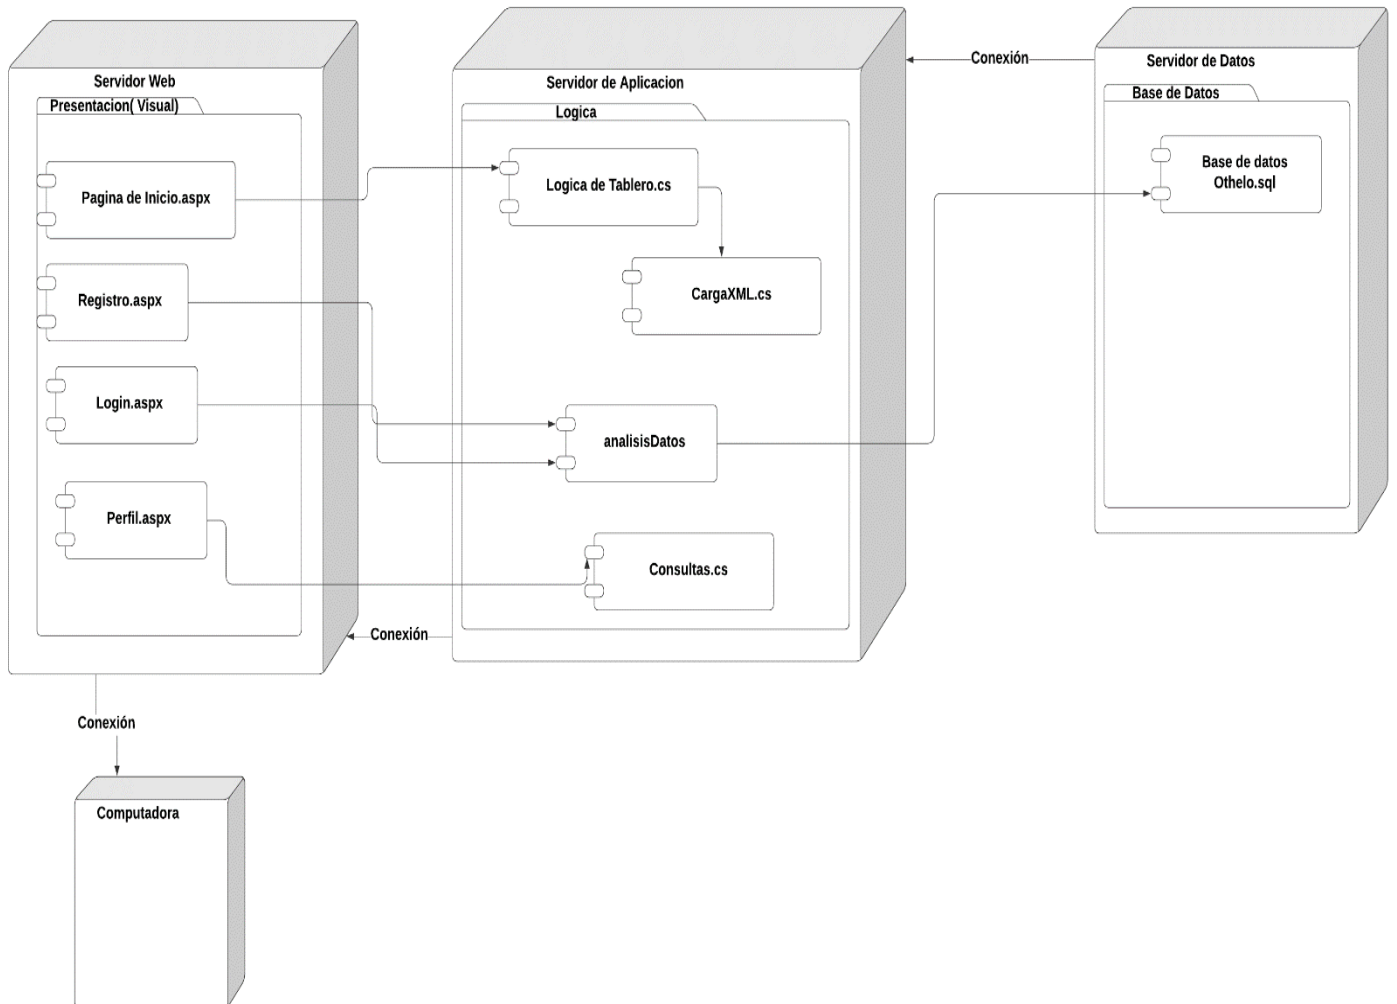 Servidor Web
Presentacion( Visual)
Pagina de Inicio.aspx
Registro.aspx
Login.aspx
Perfil.aspx
Servidor de Aplicacion
Logica
Logica de Tablero.cs
CargaXML.cs
analisisDatos
Consultas.cs
Conexión
Servidor de Datos
Base de Datos
Base de datos
Othelo.sql
Conexión
Conexión
Computadora